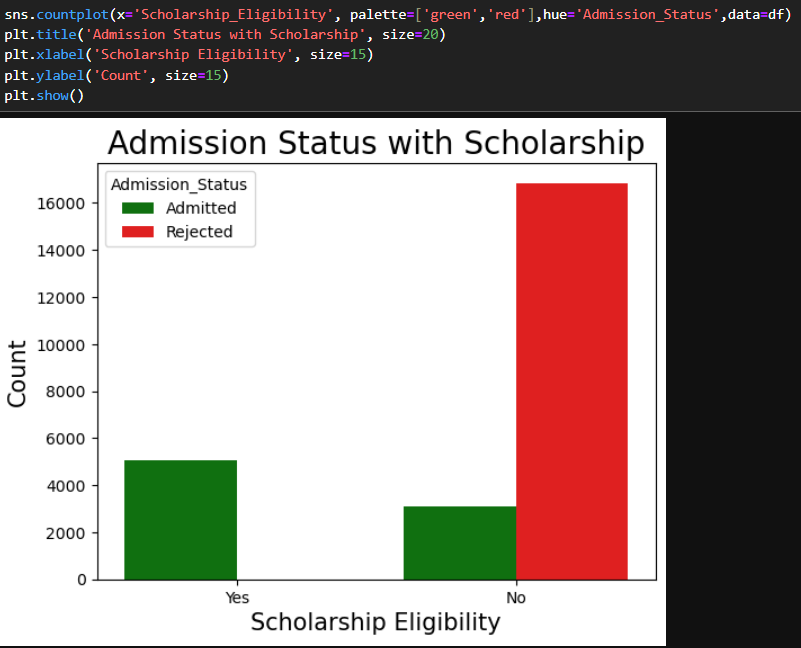 sns.countplot(x='Scholarship_Eligibility', palette=['green','red'],hue='Admission_Status',data=df)
plt.title('Admission Status with Scholarship', size=20)
plt.xlabel('Scholarship Eligibility', size=15)
plt.ylabel('Count', size=15)
plt.show()
Admission Status with Scholarship
Admission_Status
Admitted
Rejected
16000
14000
12000
10000
8000
6000
4000
2000
0
Count
Yes
No
Scholarship Eligibility